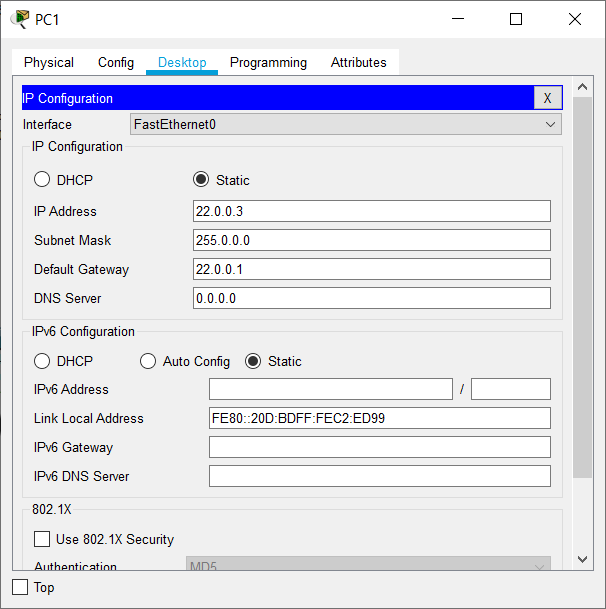 PC1
Physical Config Desktop Programming Attributes
IP Configuration X
Interface FastEthernet0
IP Configuration
DHCP Static
IP Address 22.0.0.3
Subnet Mask 255.0.0.0
Default Gateway 22.0.0.1
DNS Server 0.0.0.0
IPv6 Configuration
DHCP Auto Config Static
IPv6 Address /
Link Local Address FE80::20D:BDFF:FEC2:ED99
IPv6 Gateway
IPv6 DNS Server
802.1X
Use 802.1X Security
Authentication MD5
Top